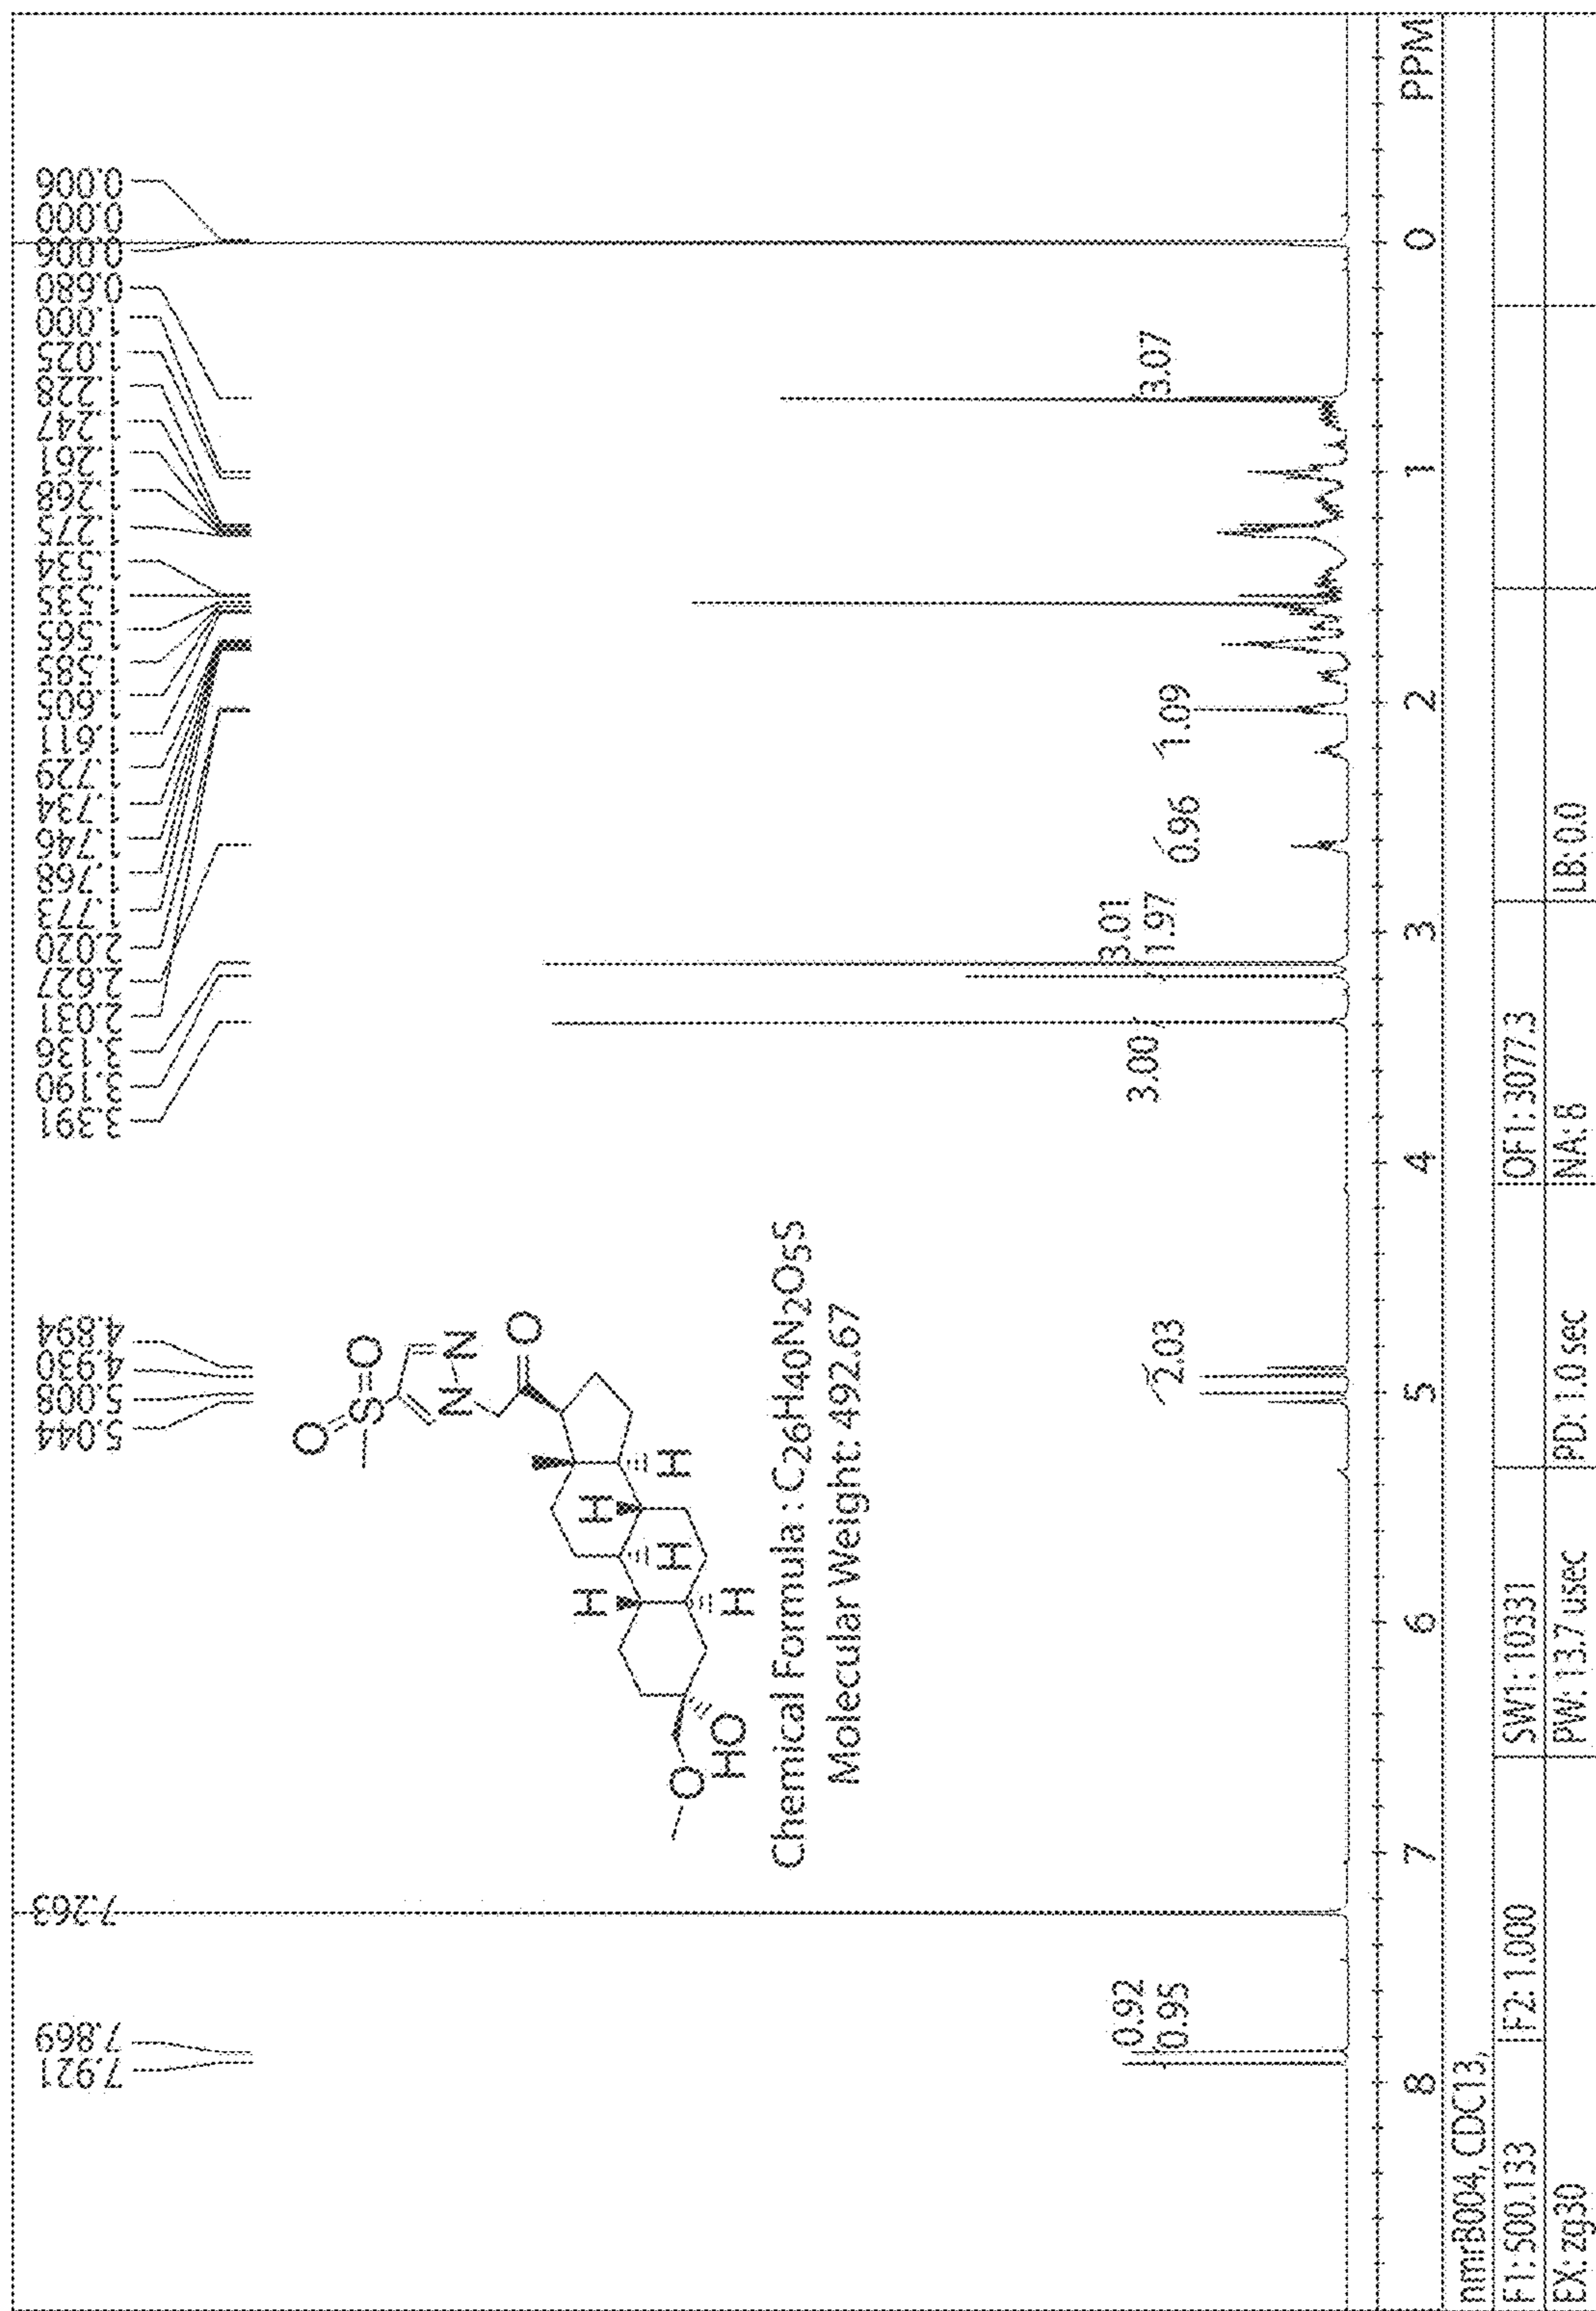 7.921
7.869
7.263
5.044
5.008
4.930
4.894
3.391
3.190
3.136
2.031
2.627
2.020
1.773
1.768
1.746
1.734
1.729
1.611
1.605
1.585
1.565
1.535
1.534
1.275
1.268
1.261
1.247
1.228
1.025
1.000
0.680
0.006
0.000
0.006
O
S
O
N
N
O
H
H
H
H
H
O
HO
Chemical Formula : C26H40N2O5S
Molecular Weight: 492.67
0.92
0.95
2.03
3.00
3.01
1.97
0.96
1.09
3.07
8 7 6 5 4 3 2 1 0 PPM
nmrB004, CDC13,
F1: 500.133 F2: 1.000 SW1: 10331 OF1: 3077.3
EX: zg30 PW: 13.7 usec PD: 1.0 sec NA: 8 LB: 0.0